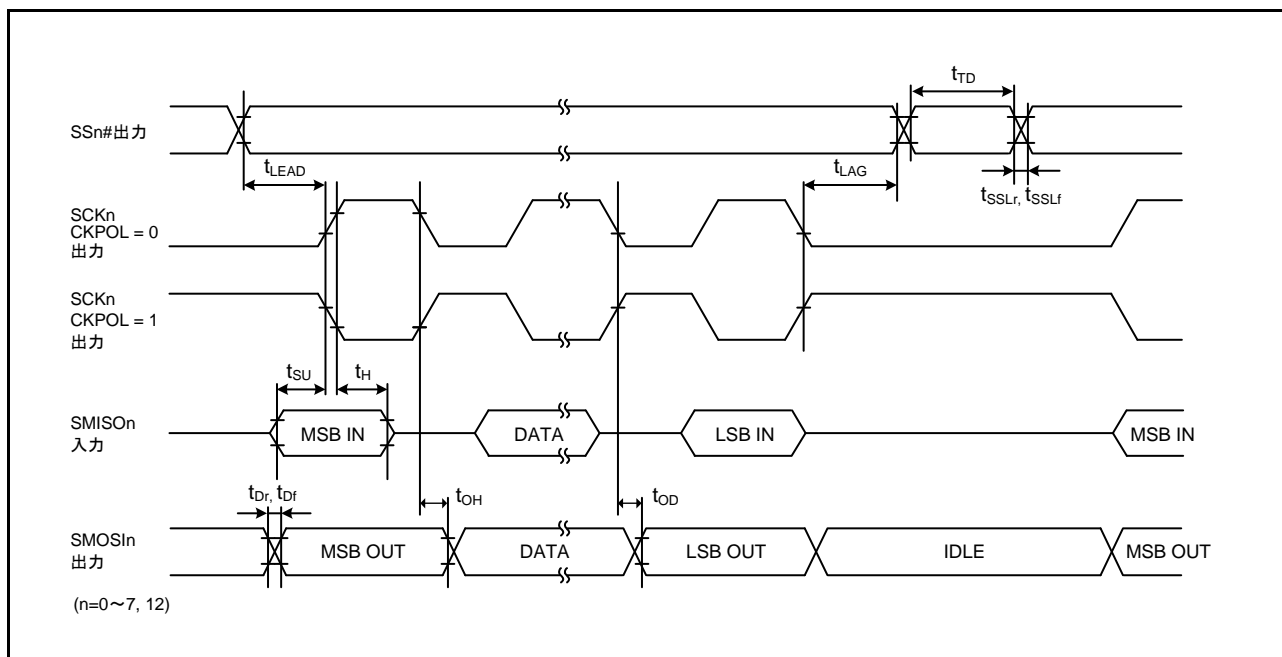 tTD
SSn#出力
tLEAD
tLAG
tSSLr, tSSLf
SCKn
CKPOL = 0
出力
SCKn
CKPOL = 1
出力
tSU
tH
SMISOn
入力
MSB IN
DATA
LSB IN
MSB IN
tDr, tDf
tOH
tOD
SMOSIn
出力
MSB OUT
DATA
LSB OUT
IDLE
MSB OUT
(n=0～7, 12)